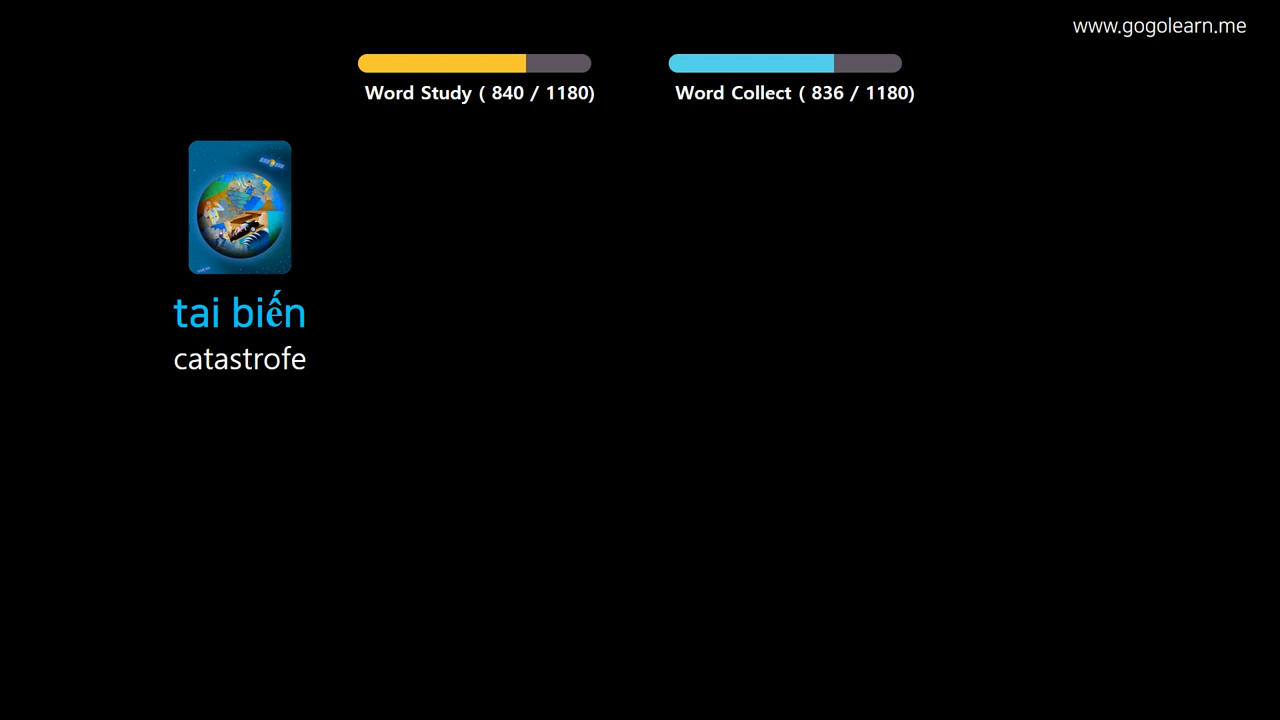 www.gogolearn.me
Word Study ( 840 / 1180)
Word Collect ( 836 / 1180)
tai biến
catastrofe